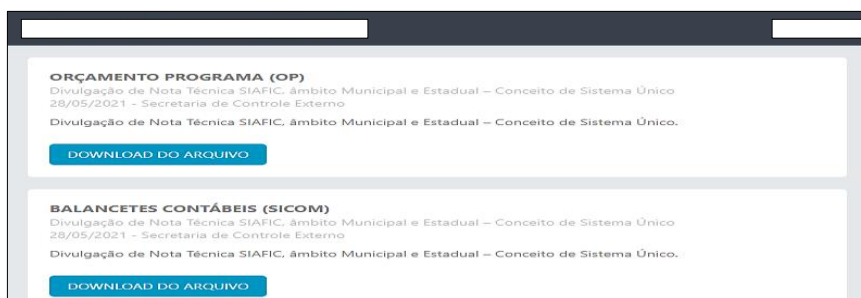 ORÇAMENTO PROGRAMA (OP)
Divulgação de Nota Técnica SIAFIC, âmbito Municipal e Estadual – Conceito de Sistema Único
28/05/2021 - Secretaria de Controle Externo
Divulgação de Nota Técnica SIAFIC, âmbito Municipal e Estadual – Conceito de Sistema Único.
DOWNLOAD DO ARQUIVO
BALANCETES CONTÁBEIS (SICOM)
Divulgação de Nota Técnica SIAFIC, âmbito Municipal e Estadual – Conceito de Sistema Único
28/05/2021 - Secretaria de Controle Externo
Divulgação de Nota Técnica SIAFIC, âmbito Municipal e Estadual – Conceito de Sistema Único.
DOWNLOAD DO ARQUIVO